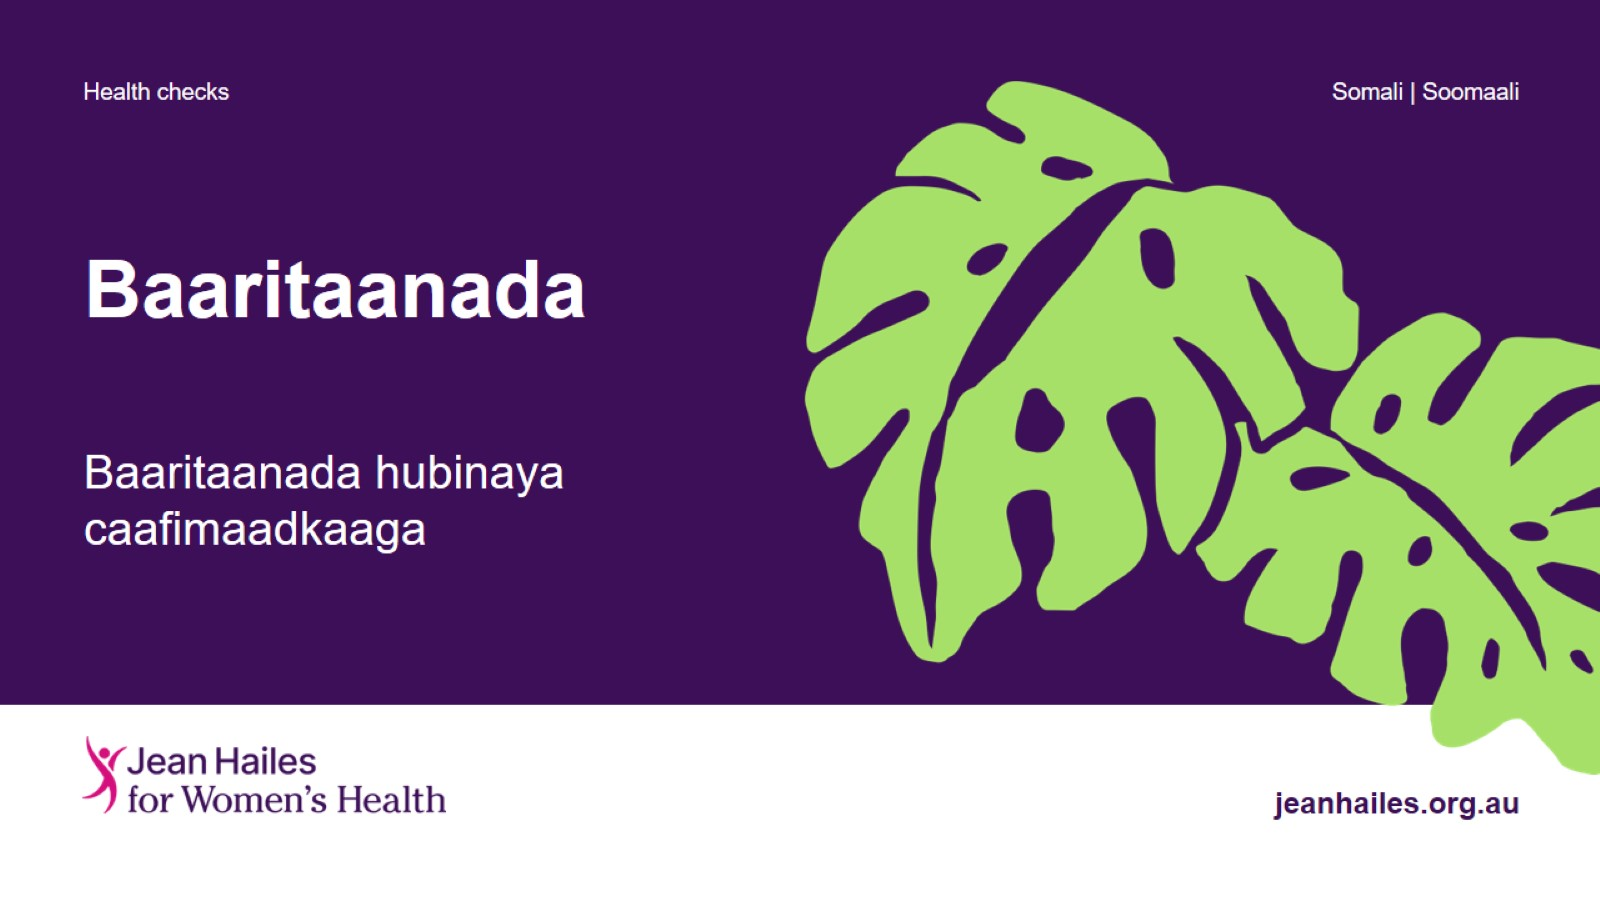 Health checks
Somali | Soomaali
Baaritaanada
Baaritaanada hubinaya
caafimaadkaaga
Jean Hailes
for Women's Health
jeanhailes.org.au